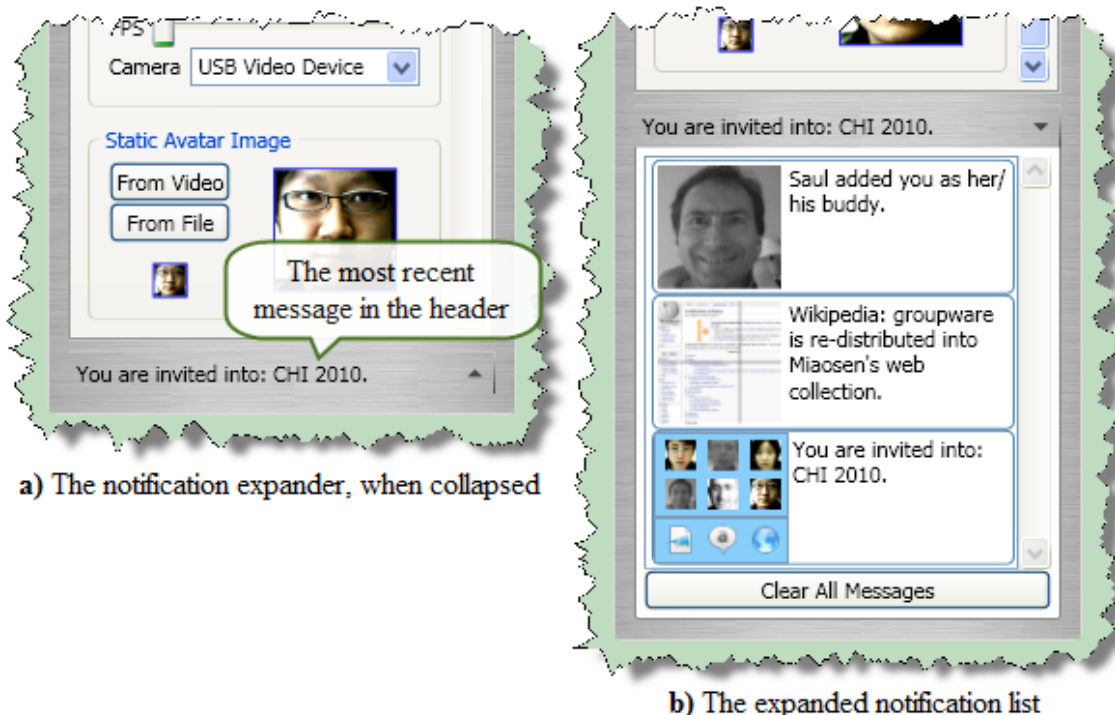 /PS
Camera USB Video Device
Static Avatar Image
From Video
From File
The most recent
message in the header
You are invited into: CHI 2010.
a) The notification expander, when collapsed
You are invited into: CHI 2010.
Saul added you as her/
his buddy.
Wikipedia: groupware
is re-distributed into
Miaosen's web
collection.
You are invited into:
CHI 2010.
a
Clear All Messages
b) The expanded notification list